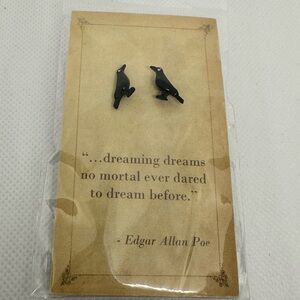 “...dreaming dreams
no mortal ever dared
to dream before.”
- Edgar Allan Poe